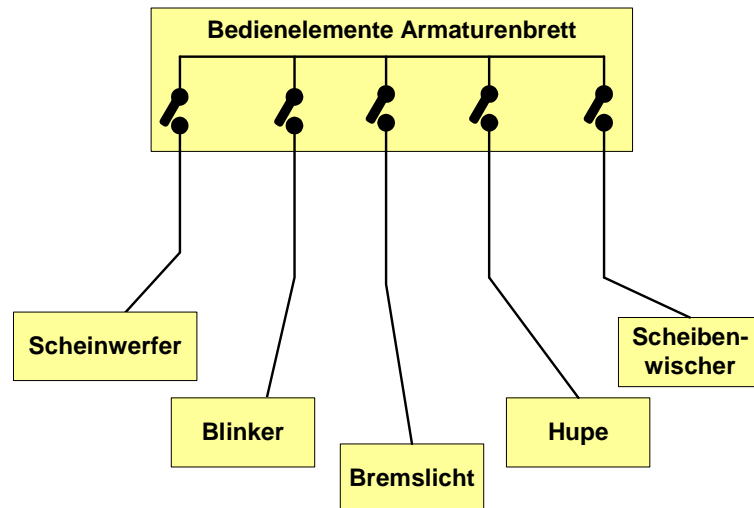 Bedienelemente Armaturenbrett
Scheinwerfer
Blinker
Bremslicht
Hupe
Scheiben-
wischer